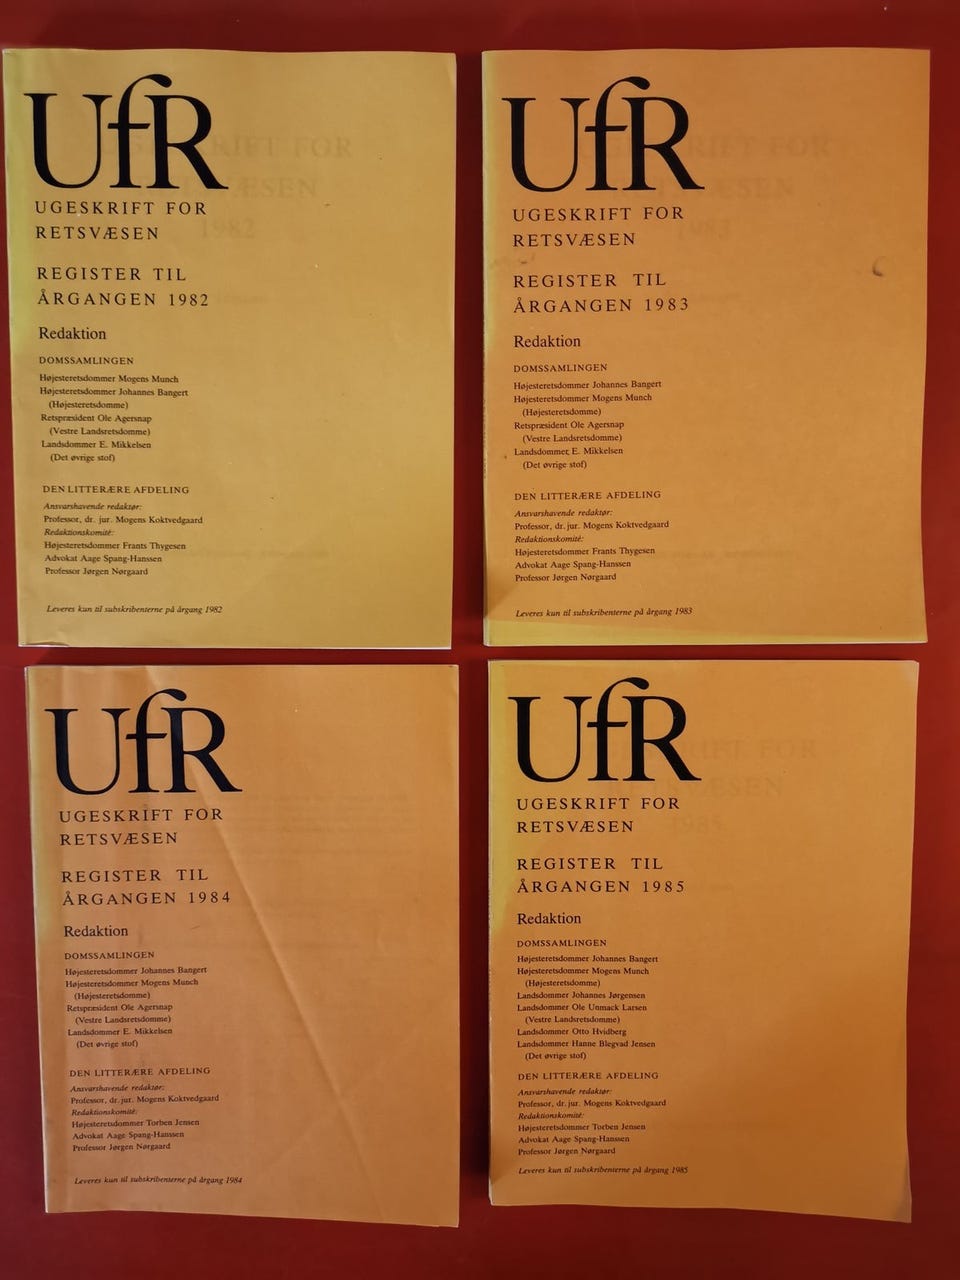 UfR
UGESKRIFT FOR
RETSVÆSEN
REGISTER TIL
ÅRGANGEN 1982
Redaktion
DOMSSAMLINGEN
Højesteretsdommer Mogens Munch
Højesteretsdommer Johannes Bangert
(Højesteretsdomme)
Retspræsident Ole Agersnap
(Vestre Landsretsdomme)
Landsdommer E. Mikkelsen
(Det øvrige stof)
DEN LITTERÆRE AFDELING
Ansvarshavende redaktør:
Professor, dr. jur. Mogens Koktvedgaard
Redaktionskomité:
Højesteretsdommer Frants Thygesen
Advokat Aage Spang-Hanssen
Professor Jørgen Nørgaard
Leveres kun til subskribenterne på årgang 1982
UfR
UGESKRIFT FOR
RETSVÆSEN
REGISTER TIL
ÅRGANGEN 1983
Redaktion
DOMSSAMLINGEN
Højesteretsdommer Johannes Bangert
Højesteretsdommer Mogens Munch
(Højesteretsdomme)
Retspræsident Ole Agersnap
(Vestre Landsretsdomme)
Landsdommer E. Mikkelsen
(Det øvrige stof)
DEN LITTERÆRE AFDELING
Ansvarshavende redaktør:
Professor, dr. jur. Mogens Koktvedgaard
Redaktionskomité:
Højesteretsdommer Frants Thygesen
Advokat Aage Spang-Hanssen
Professor Jørgen Nørgaard
Leveres kun til subskribenterne på årgang 1983
UfR
UGESKRIFT FOR
RETSVÆSEN
REGISTER TIL
ÅRGANGEN 1984
Redaktion
DOMSSAMLINGEN
Højesteretsdommer Johannes Bangert
Højesteretsdommer Mogens Munch
(Højesteretsdomme)
Retspræsident Ole Agersnap
(Vestre Landsretsdomme)
Landsdommer E. Mikkelsen
(Det øvrige stof)
DEN LITTERÆRE AFDELING
Ansvarshavende redaktør:
Professor, dr. jur. Mogens Koktvedgaard
Redaktionskomité:
Højesteretsdommer Torben Jensen
Advokat Aage Spang-Hanssen
Professor Jørgen Nørgaard
Leveres kun til subskribenterne på årgang 1984
UfR
UGESKRIFT FOR
RETSVÆSEN
REGISTER TIL
ÅRGANGEN 1985
Redaktion
DOMSSAMLINGEN
Højesteretsdommer Johannes Bangert
Højesteretsdommer Mogens Munch
(Højesteretsdomme)
Landsdommer Johannes Jørgensen
Landsdommer Ole Unmack Larsen
(Vestre Landsretsdomme)
Landsdommer Otto Hvidberg
Landsdommer Hanne Blegvad Jensen
(Det øvrige stof)
DEN LITTERÆRE AFDELING
Ansvarshavende redaktør:
Professor, dr. jur. Mogens Koktvedgaard
Redaktionskomité:
Højesteretsdommer Torben Jensen
Advokat Aage Spang-Hanssen
Professor Jørgen Nørgaard
Leveres kun til subskribenterne på årgang 1985